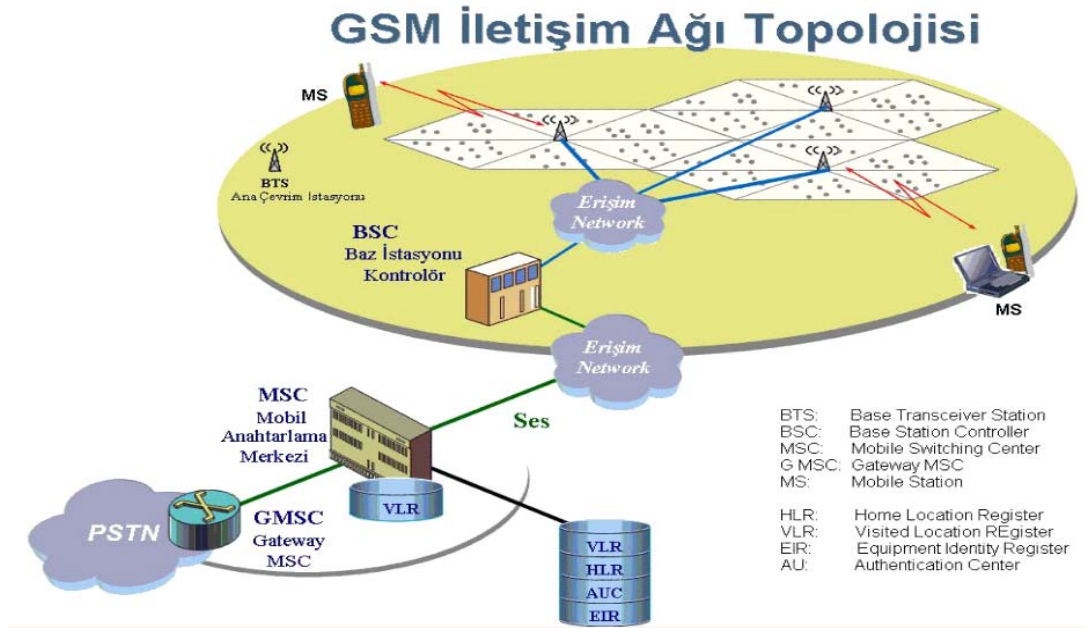 GSM İletişim Ağı Topolojisi
MS
BTS
Ana Çevrim İstasyonu
Erişim
Network
BSC
Baz İstasyonu
Kontrolör
MS
Erişim
Network
MSC
Mobil
Anahtarlama
Merkezi
Ses
VLR
PSTN
GMSC
Gateway
MSC
VLR
HLR
AUC
EIR
BTS: Base Transceiver Station
BSC: Base Station Controller
MSC: Mobile Switching Center
G MSC: Gateway MSC
MS: Mobile Station
HLR: Home Location Register
VLR: Visited Location REgister
EIR: Equipment Identity Register
AU: Authentication Center